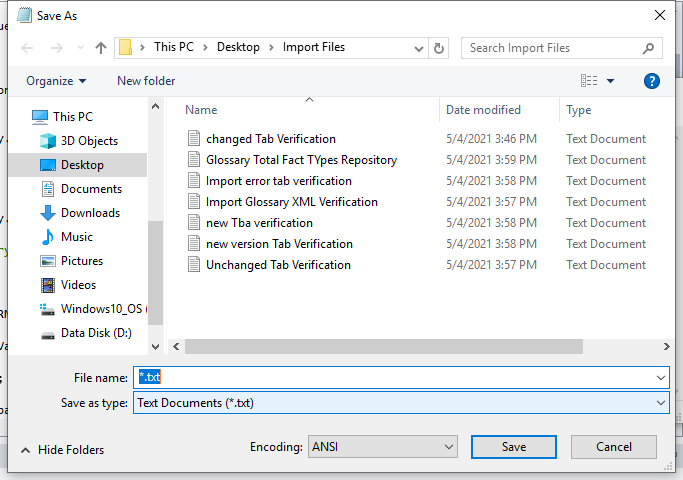 Save As
This PC > Desktop > Import Files
Search Import Files
Organize
New folder
Name
Date modified
Type
This PC
3D Objects
Desktop
Documents
Downloads
Music
Pictures
Videos
Windows10_OS (
Data Disk (D:)
changed Tab Verification 5/4/2021 3:46 PM Text Document
Glossary Total Fact TYpes Repository 5/4/2021 3:59 PM Text Document
Import error tab verification 5/4/2021 3:58 PM Text Document
Import Glossary XML Verification 5/4/2021 3:57 PM Text Document
new Tba verification 5/4/2021 3:58 PM Text Document
new version Tab Verification 5/4/2021 3:58 PM Text Document
Unchanged Tab Verification 5/4/2021 3:57 PM Text Document
File name: *.txt
Save as type: Text Documents (*.txt)
Hide Folders
Encoding: ANSI
Save
Cancel